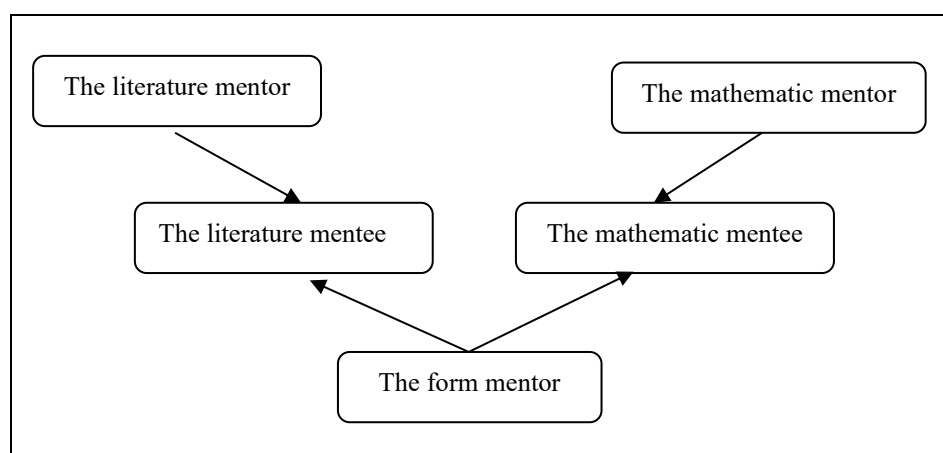 The literature mentor
The mathematic mentor
The literature mentee
The mathematic mentee
The form mentor